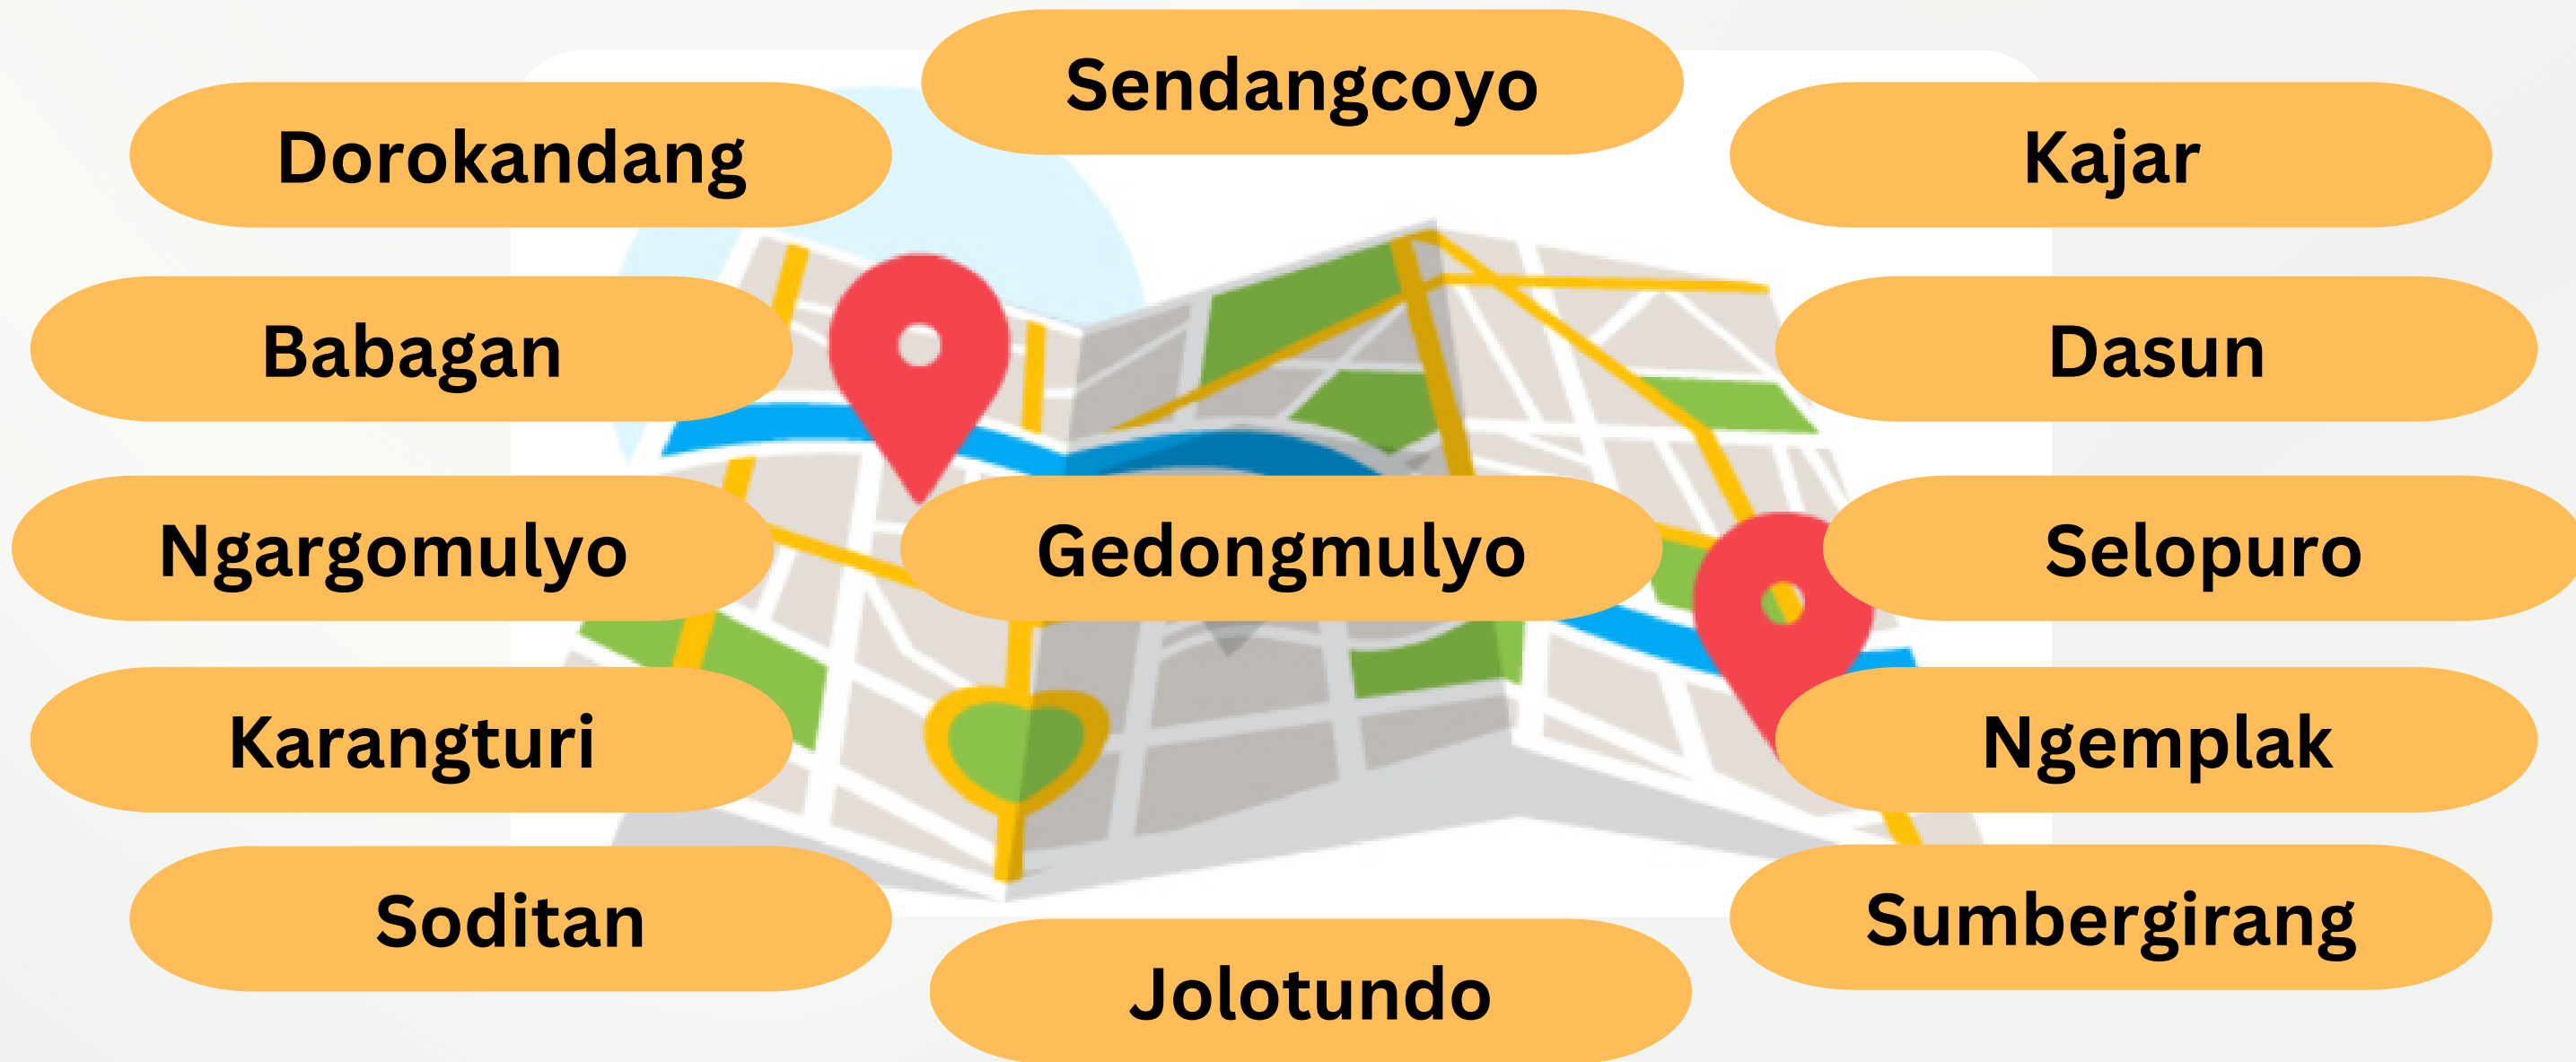 Sendangcoyo
Dorokandang
Kajar
Babagan
Dasun
Ngargomulyo
Gedongmulyo
Selopuro
Karangturi
Ngemplak
Soditan
Sumbergirang
Jolotundo